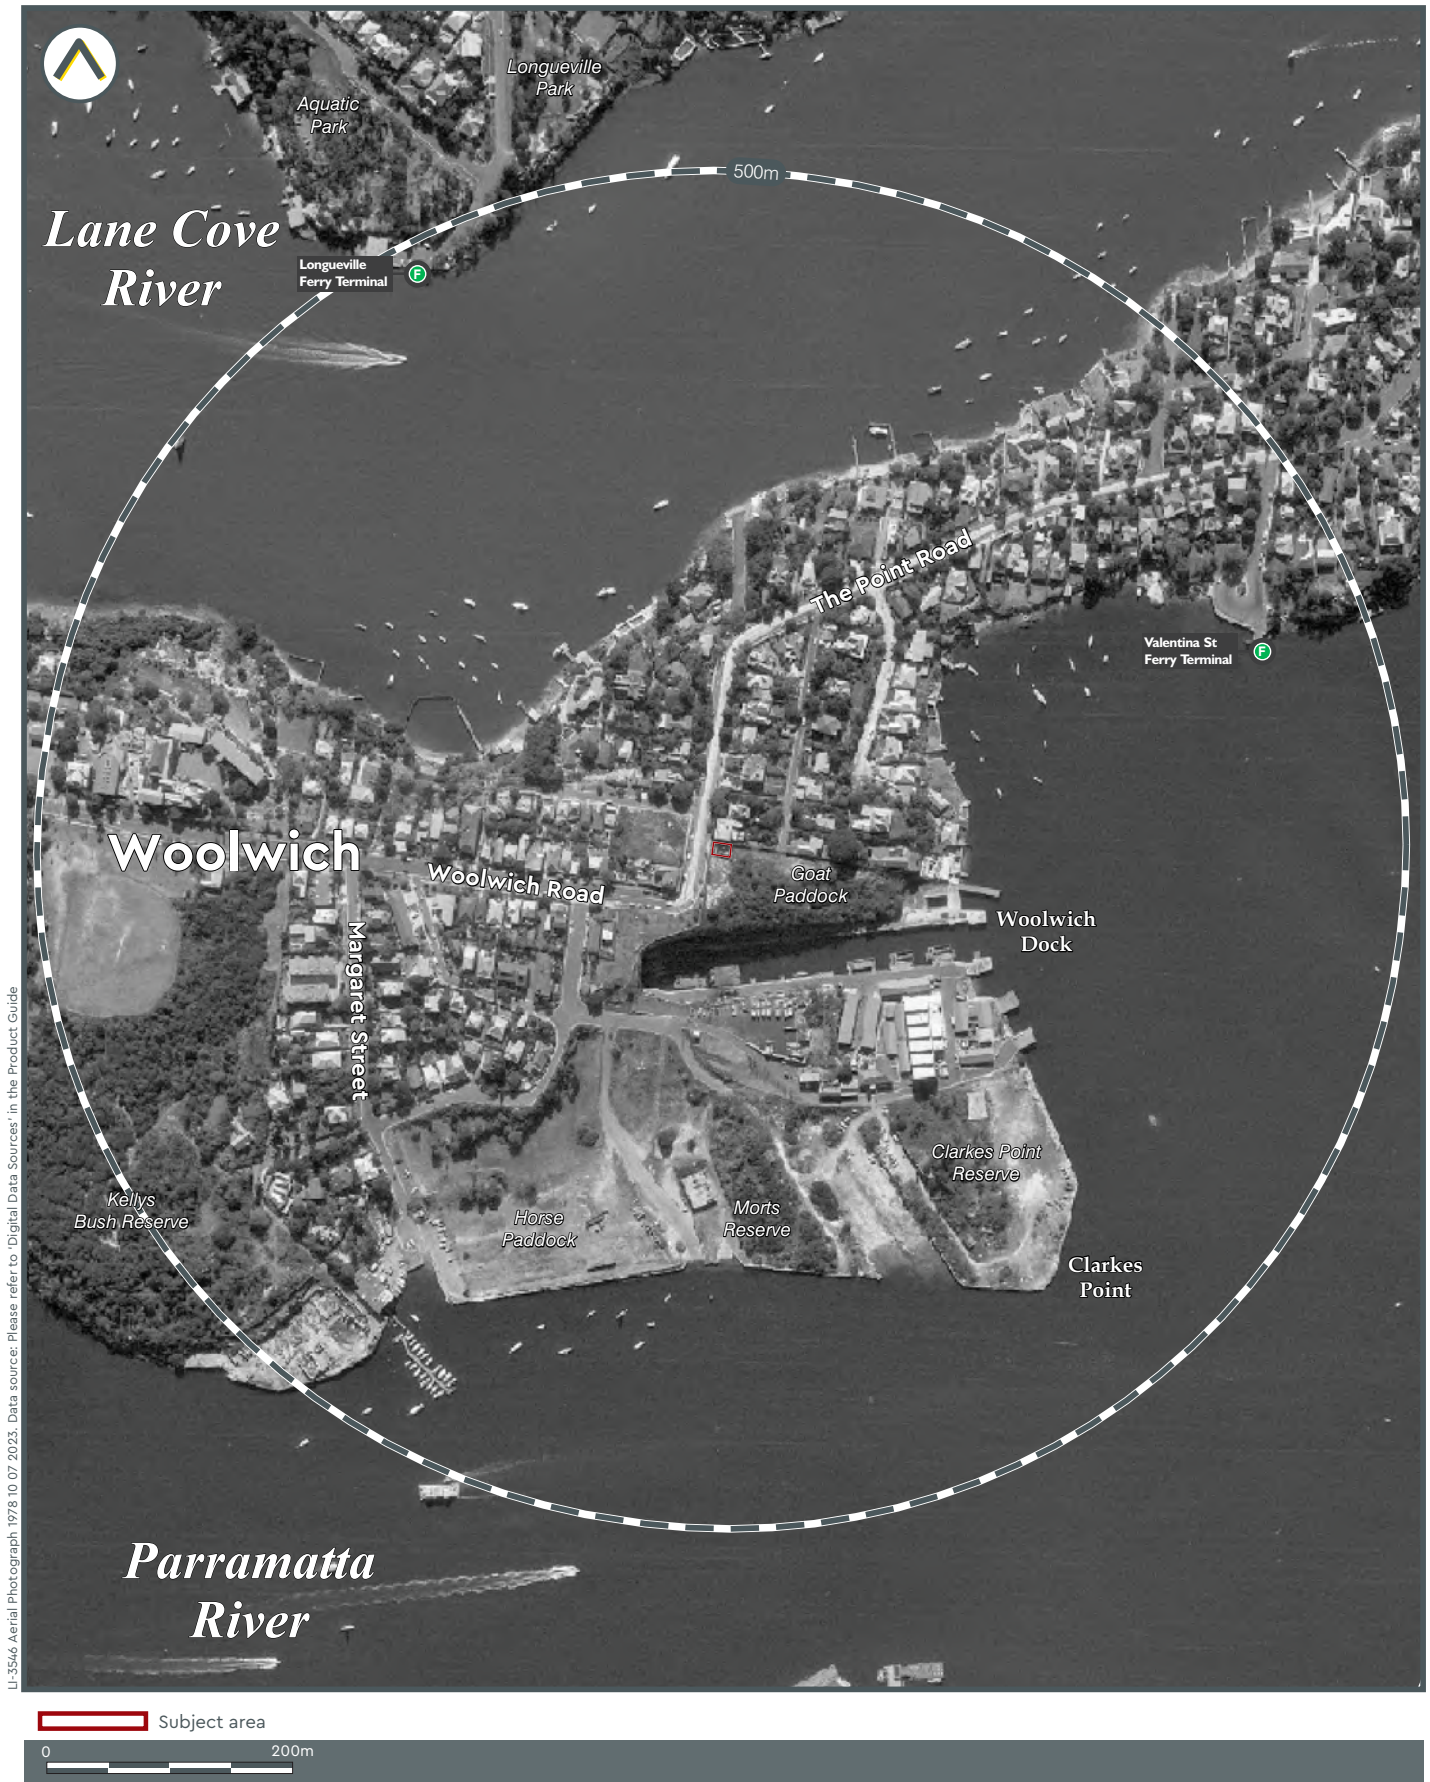 Longueville
Park
Aquatic
Park
500m
Lane Cove
River
Longueville
Ferry Terminal
F
The Point Road
Valentina St
Ferry Terminal
F
Woolwich
Woolwich Road
Goat
Paddock
Woolwich
Dock
Margaret Street
Clarkes Point
Reserve
Kellys
Bush Reserve
Horse
Paddock
Morts
Reserve
Clarkes
Point
Parramatta
River
LI-3546 Aerial Photograph 1978 10 07 2023. Data source: Please refer to 'Digital Data Sources' in the Product Guide
Subject area
0 200m